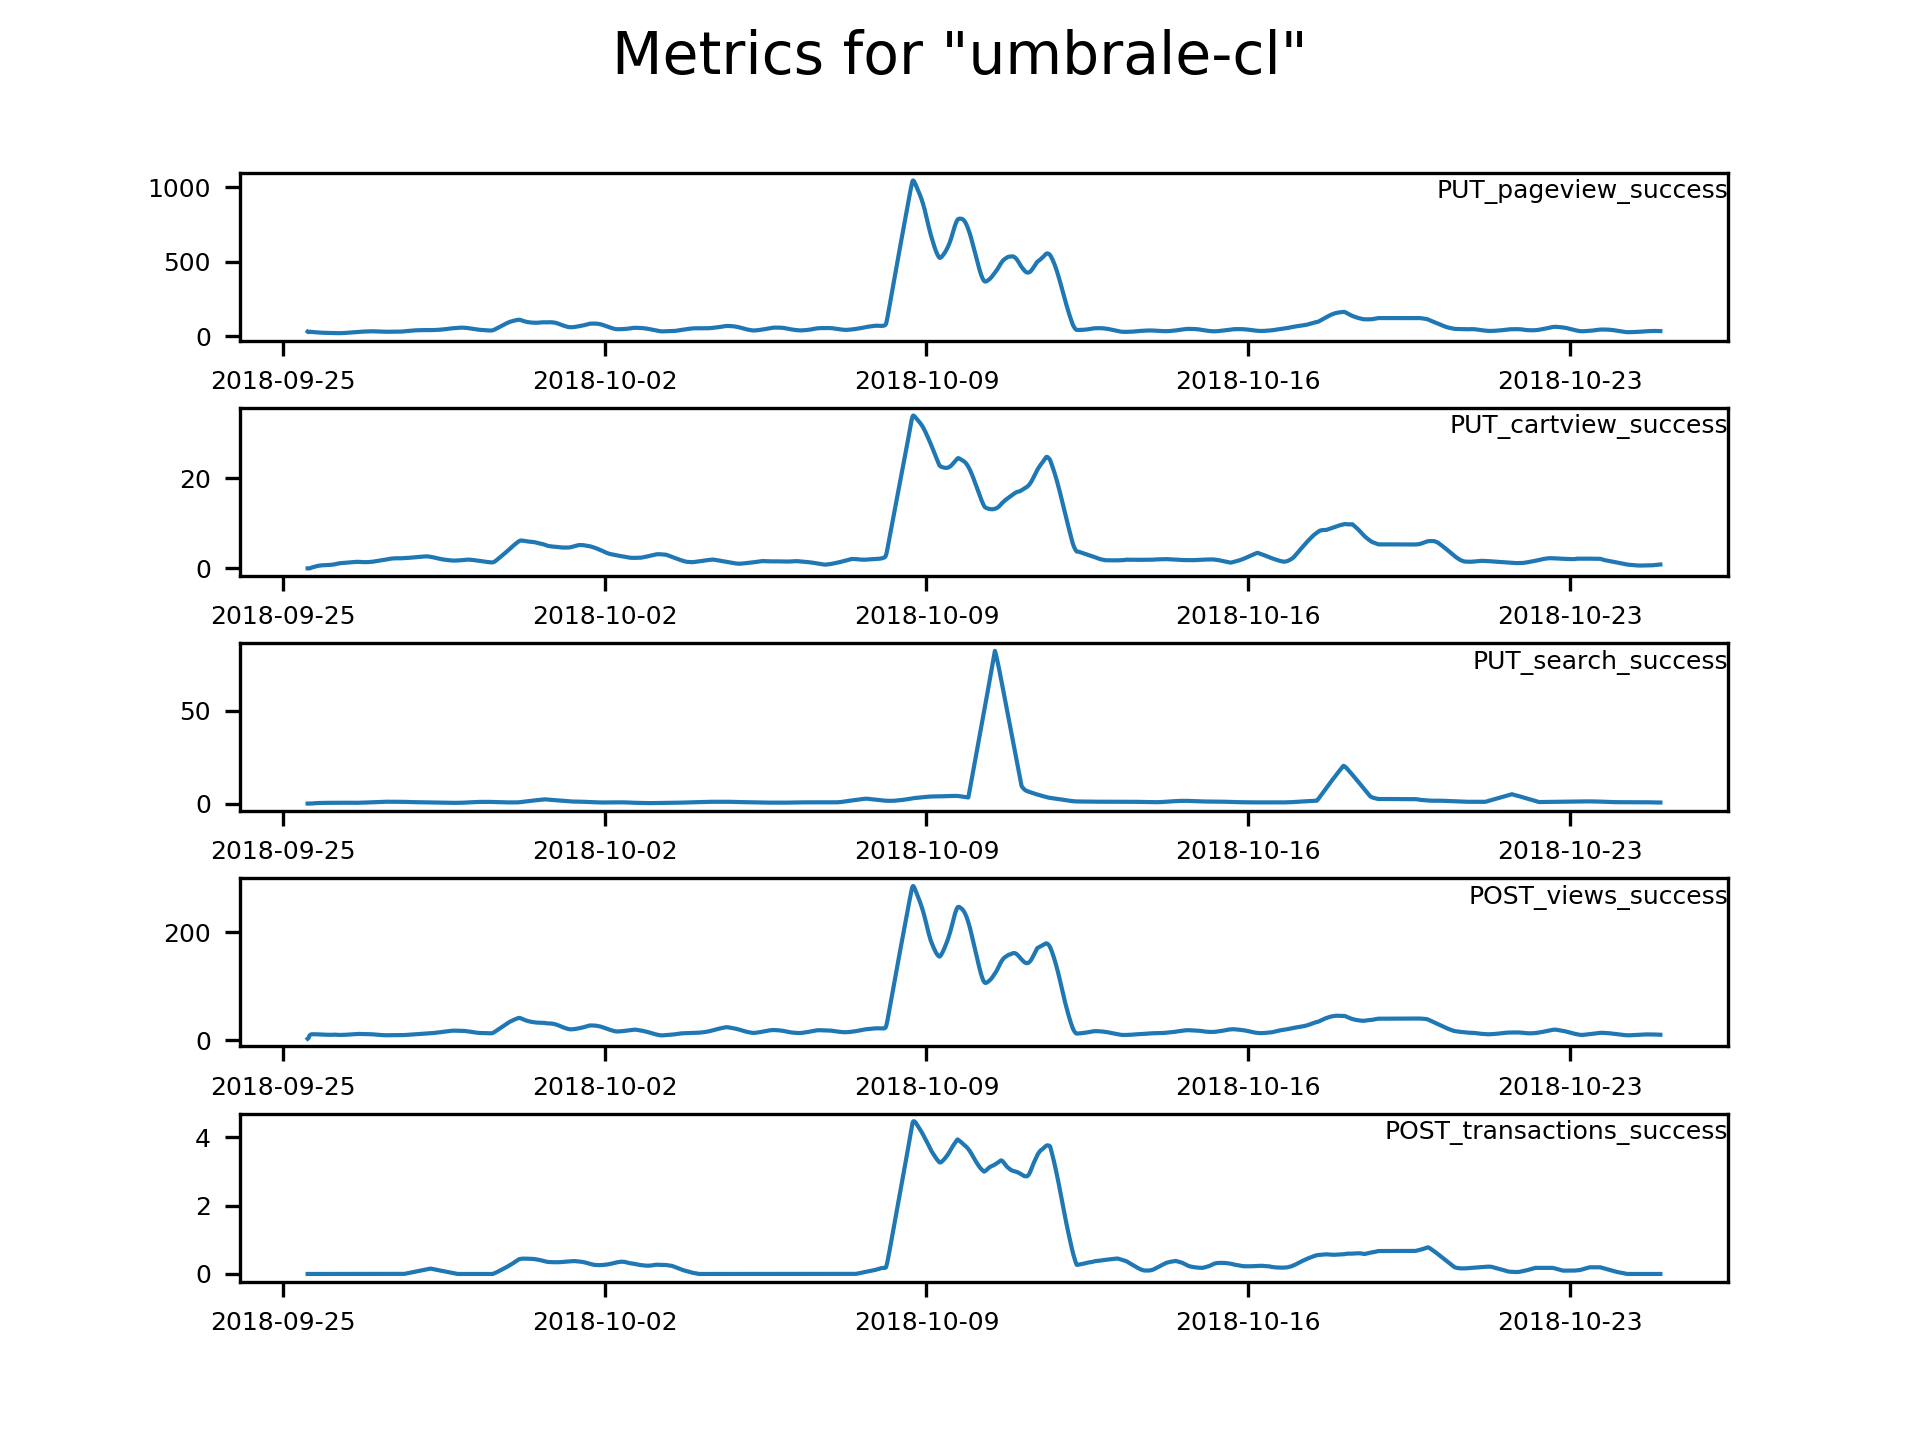 Metrics for "umbrale-cl"
PUT_pageview_success
1000
500
0
2018-09-25 2018-10-02 2018-10-09 2018-10-16 2018-10-23
PUT_cartview_success
20
0
2018-09-25 2018-10-02 2018-10-09 2018-10-16 2018-10-23
PUT_search_success
50
0
2018-09-25 2018-10-02 2018-10-09 2018-10-16 2018-10-23
POST_views_success
200
0
2018-09-25 2018-10-02 2018-10-09 2018-10-16 2018-10-23
POST_transactions_success
4
2
0
2018-09-25 2018-10-02 2018-10-09 2018-10-16 2018-10-23